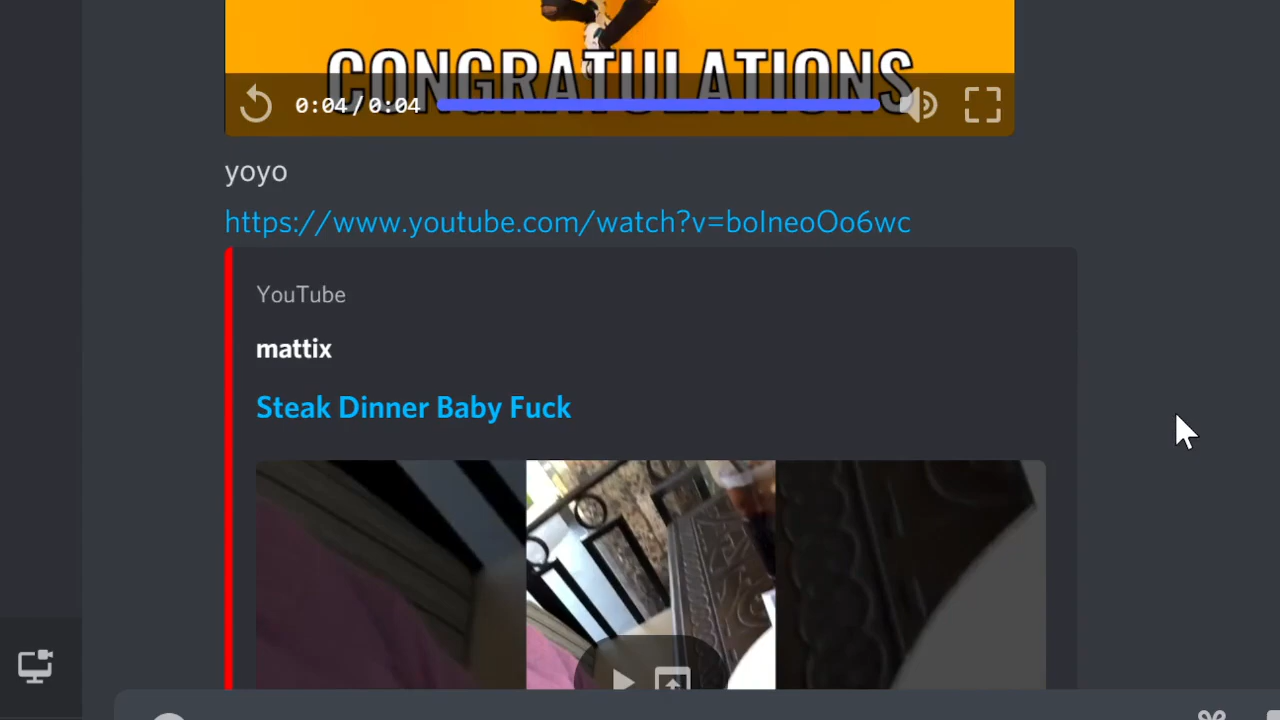 CONGRATULATIONS
0:04/0:04
yoyo
https://www.youtube.com/watch?v=boIneoOo6wc
YouTube
mattix
Steak Dinner Baby Fuck